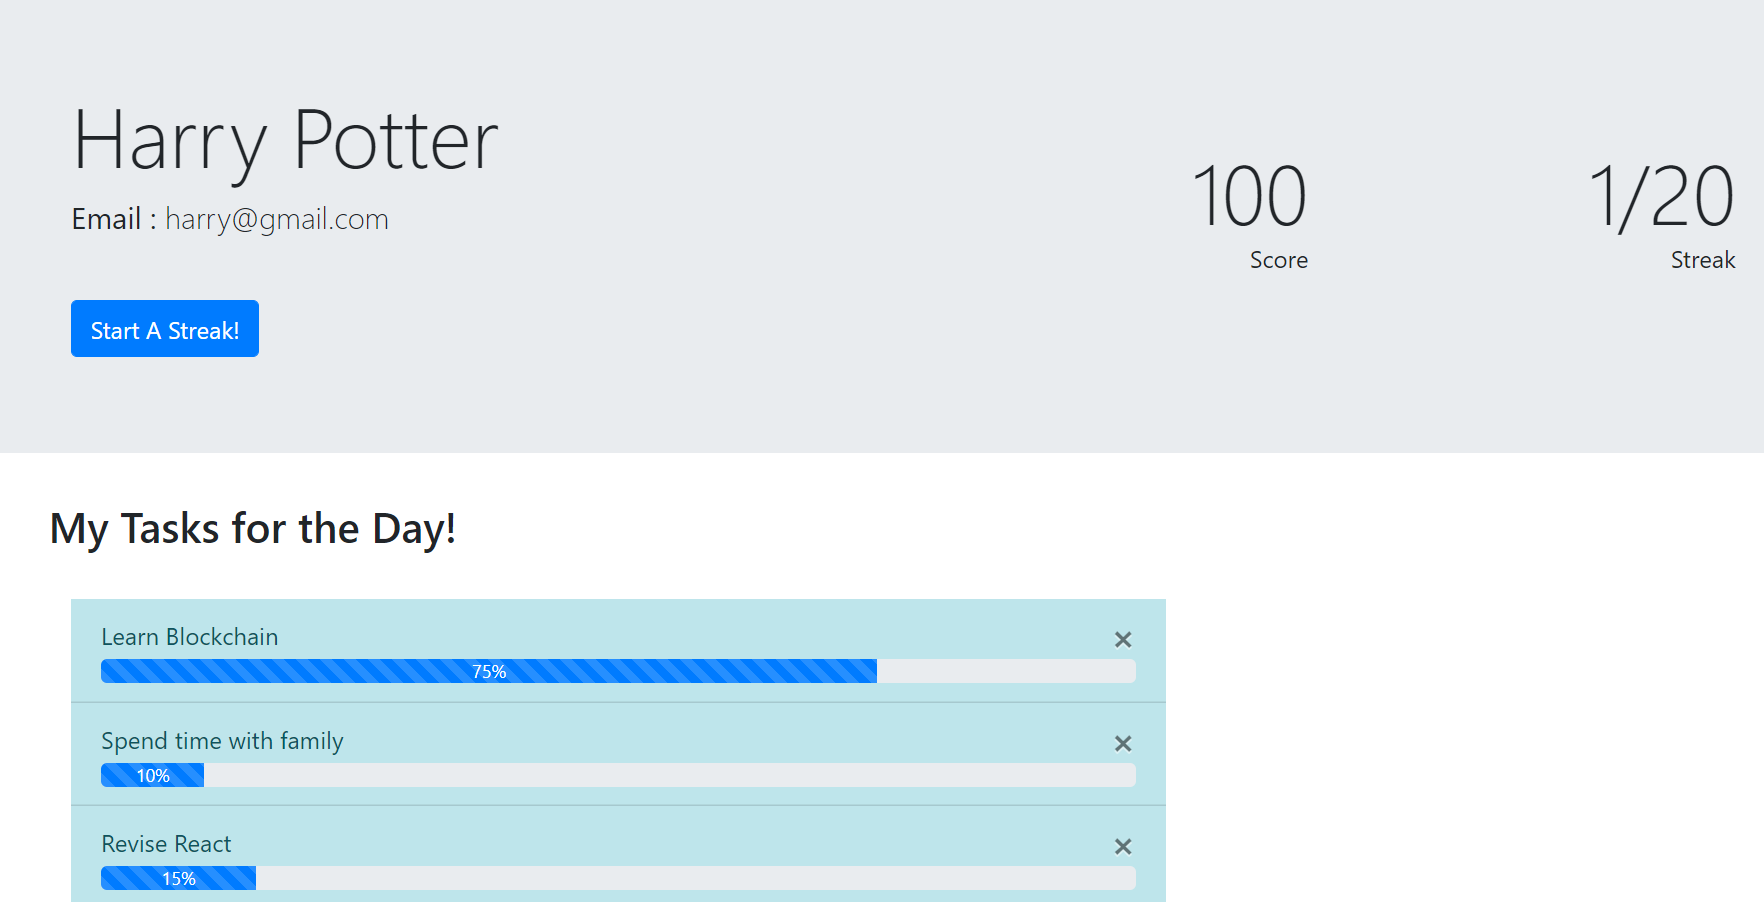 Harry Potter
Email : harry@gmail.com
100
Score
1/20
Streak
Start A Streak!
My Tasks for the Day!
Learn Blockchain
75%
Spend time with family
10%
Revise React
15%